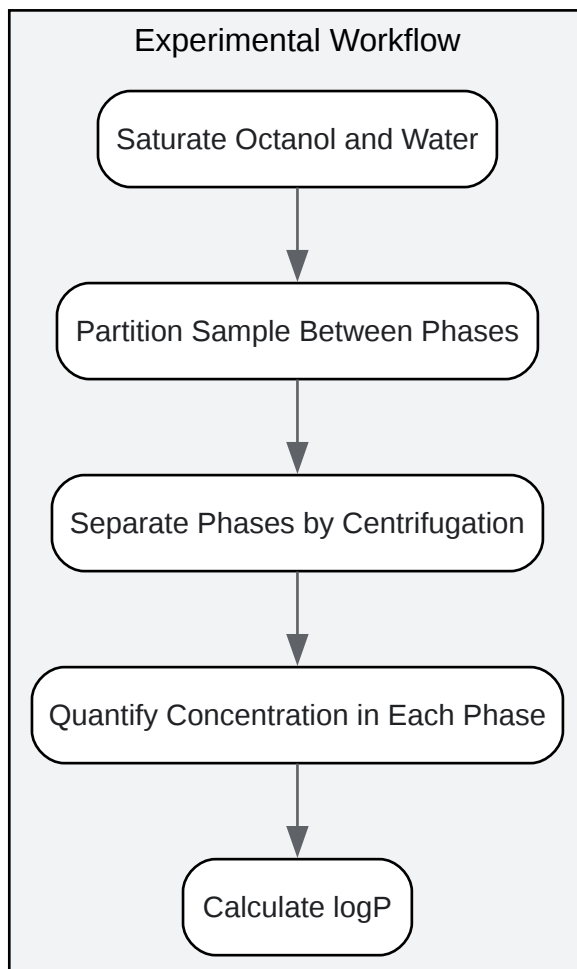 Experimental Workflow
Saturate Octanol and Water
Partition Sample Between Phases
Separate Phases by Centrifugation
Quantify Concentration in Each Phase
Calculate logP